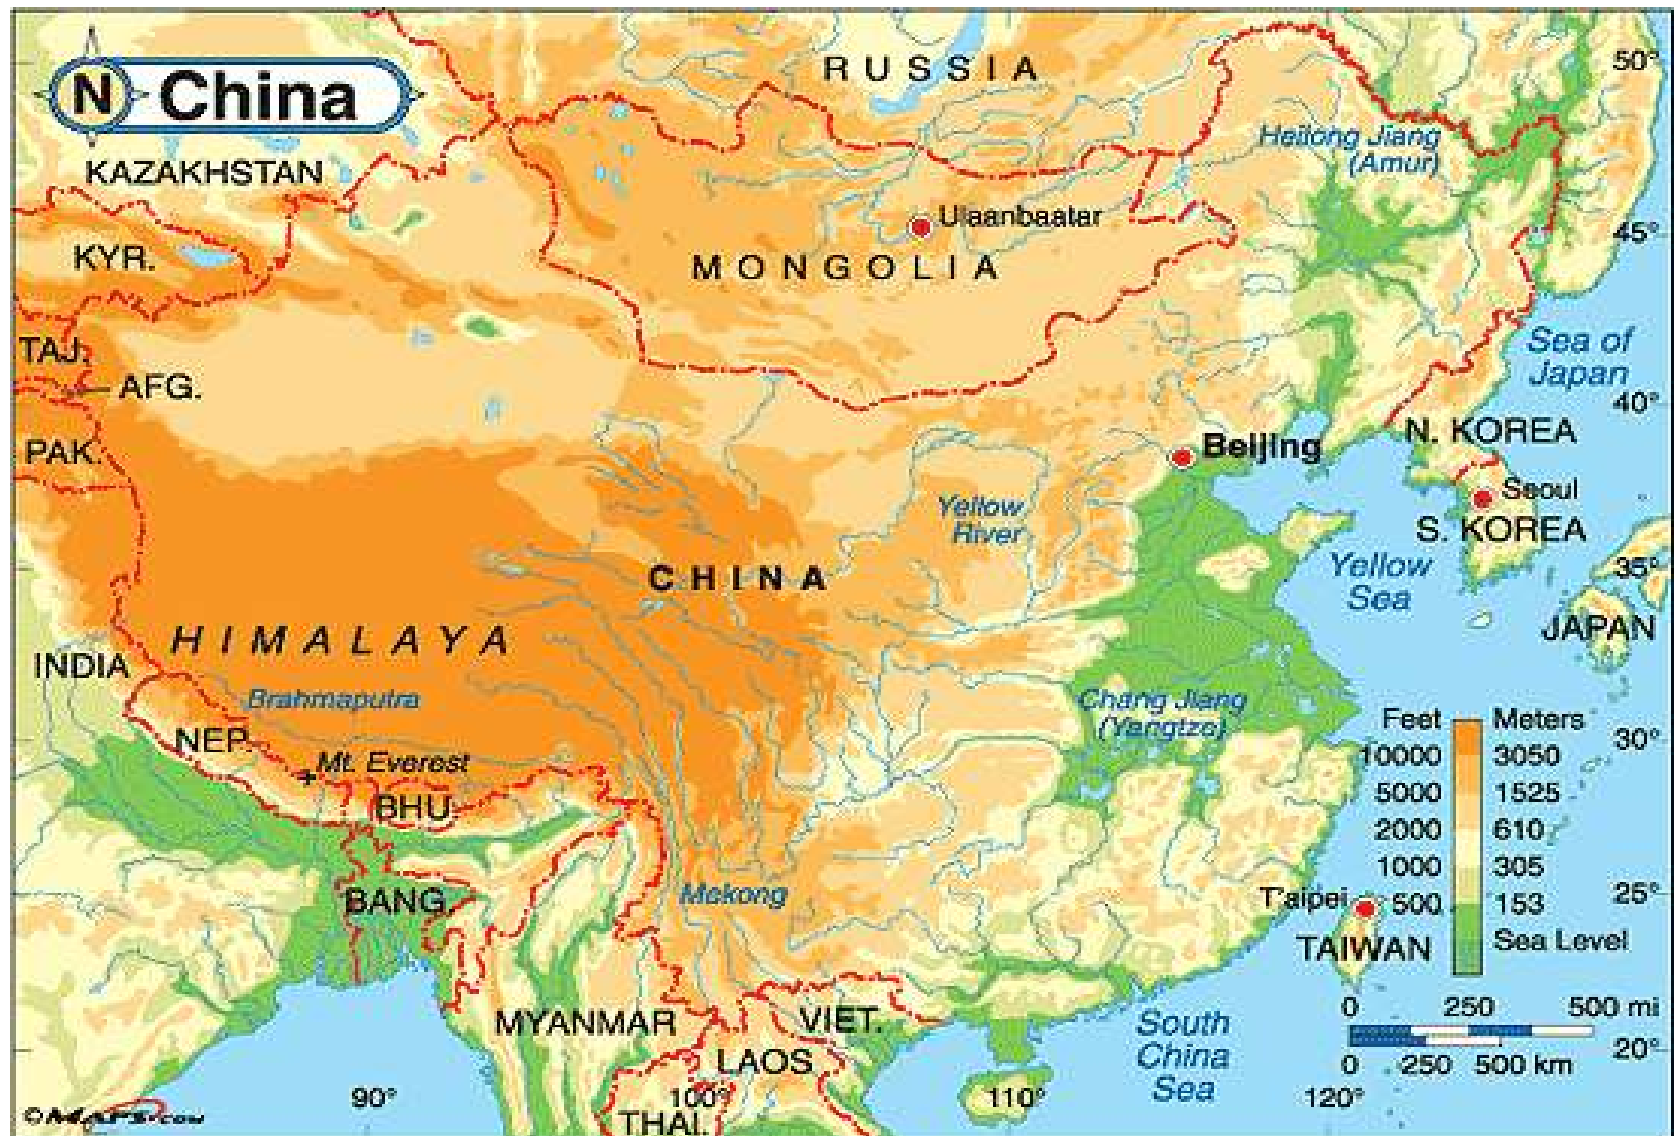 N China
RUSSIA
50°
Heilong Jiang
(Amur)
KAZAKHSTAN
Ulaanbaatar
45°
KYR.
MONGOLIA
Sea of
Japan
TAJ.
AFG.
40°
N. KOREA
PAK.
Beijing
Seoul
Yellow
River
S. KOREA
CHINA
Yellow
Sea
35°
HIMALAYA
JAPAN
INDIA
Brahmaputra
Chang Jiang
(Yangtze)
Feet Meters
NEP.
30°
Mt. Everest
10000 3050
BHU.
5000 1525
2000 610
1000 305
Mekong
25°
BANG.
T'aipei
500 153
TAIWAN
Sea Level
0 250 500 mi
MYANMAR
VIET.
South
China
Sea
20°
LAOS
0 250 500 km
90°
100°
110°
120°
©MAPS.COM
THAI.